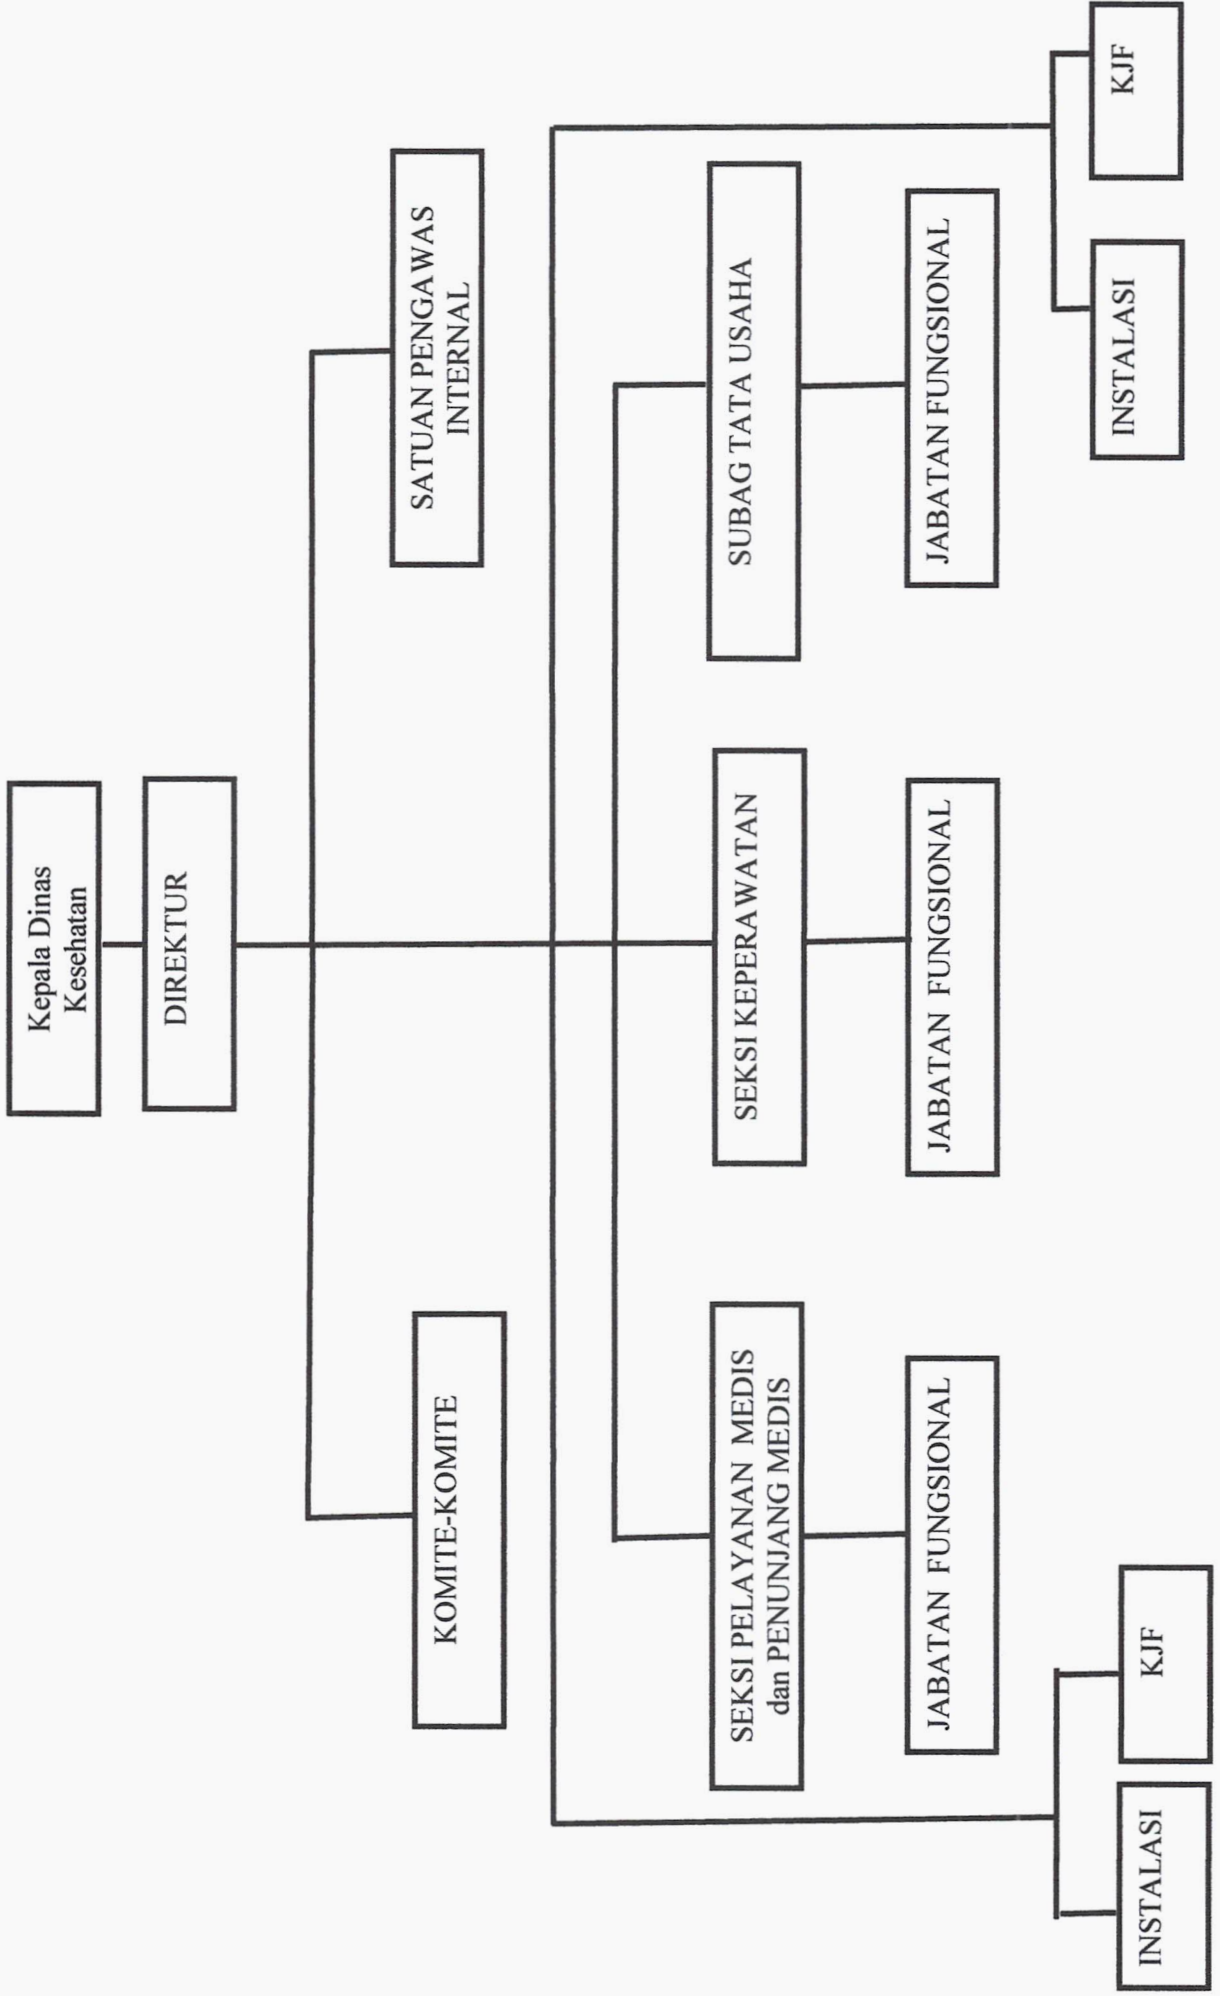 Kepala Dinas
Kesehatan
DIREKTUR
KOMITE-KOMITE
SATUAN PENGAWAS
INTERNAL
SEKSI PELAYANAN MEDIS
dan PENUNJANG MEDIS
SEKSI KEPERAWATAN
SUBAG TATA USAHA
JABATAN FUNGSIONAL
JABATAN FUNGSIONAL
JABATAN FUNGSIONAL
INSTALASI
KJF
INSTALASI
KJF